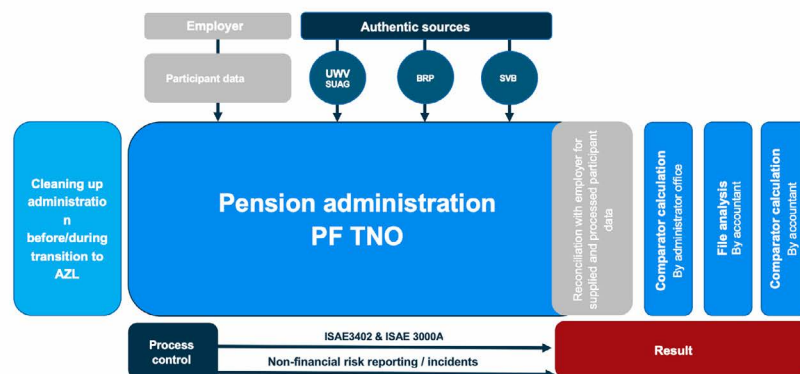 Employer
Authentic sources
Participant data
UWV
SUAG
BRP
SVB
Cleaning up
administratio
n
before/during
transition to
AZL
Pension administration
PF TNO
Reconciliation with employer for
supplied and processed participant
data
Comparator calculation
By administrator office
File analysis
By accountant
Comparator calculation
By accountant
Process
control
ISAE3402 & ISAE 3000A
Non-financial risk reporting / incidents
Result